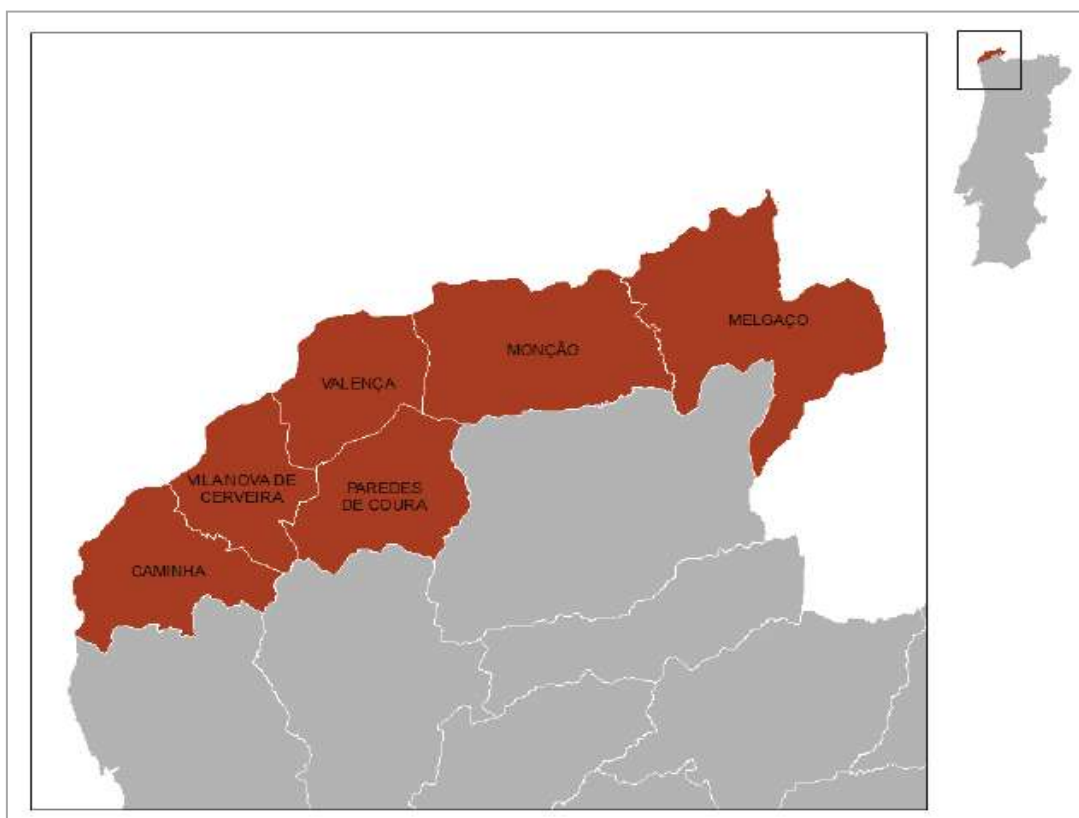 MELGAÇO
MONÇÃO
VALENÇA
VILA NOVA DE
CERVEIRA
PAREDES
DE COURA
CAMINHA